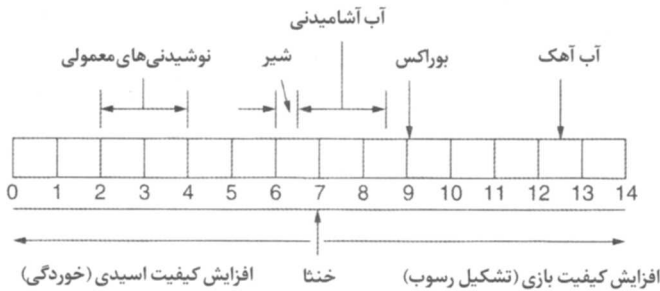 آب آشامیدنی
نوشیدنی‌های معمولی شیر بوراکس آب آهک
0 1 2 3 4 5 6 7 8 9 10 11 12 13 14
افزایش کیفیت اسیدی (خوردگی) خنثا افزایش کیفیت بازی (تشکیل رسوب)